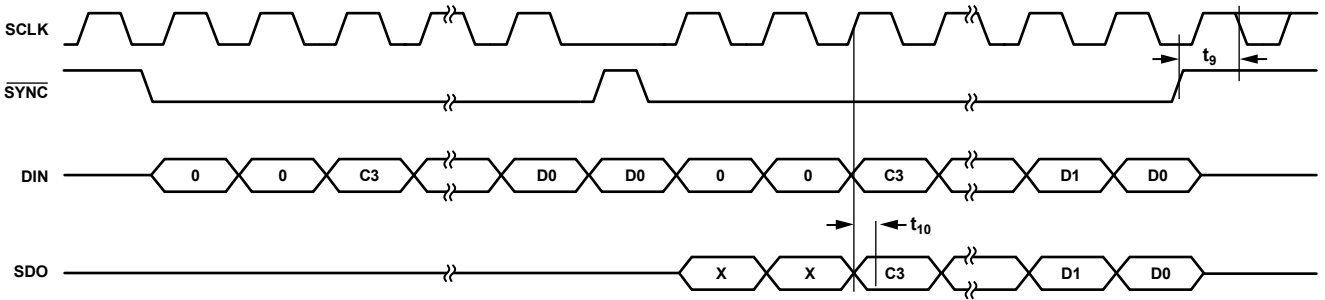 SCLK
t9
SYNC
DIN 0 0 C3 D0 D0 0 0 C3 D1 D0
t10
SDO X X C3 D1 D0